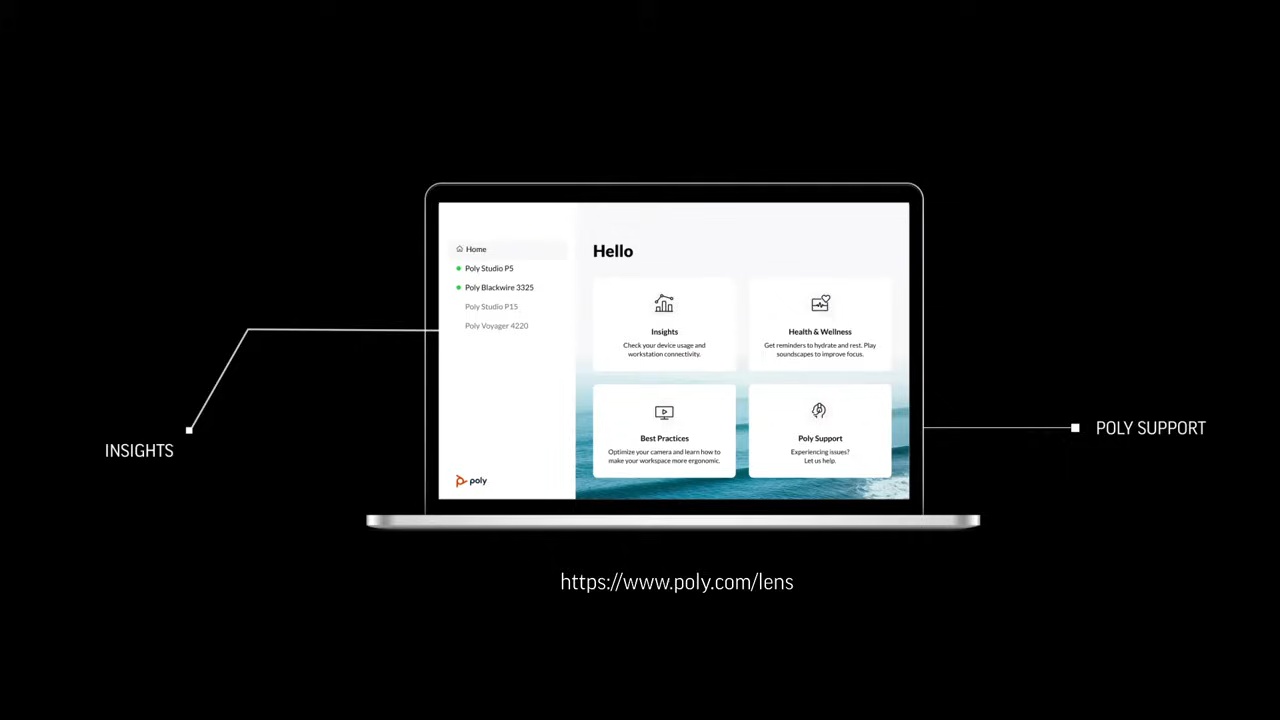 Home
Poly Studio P5
Poly Blackwire 3325
Poly Studio P15
Poly Voyager 4220
poly
Hello
Insights
Check your device usage and
workstation connectivity.
Health & Wellness
Get reminders to hydrate and rest. Play
soundscapes to improve focus.
Best Practices
Optimize your camera and learn how to
make your workspace more ergonomic.
Poly Support
Experiencing issues?
Let us help.
INSIGHTS
POLY SUPPORT
https://www.poly.com/lens